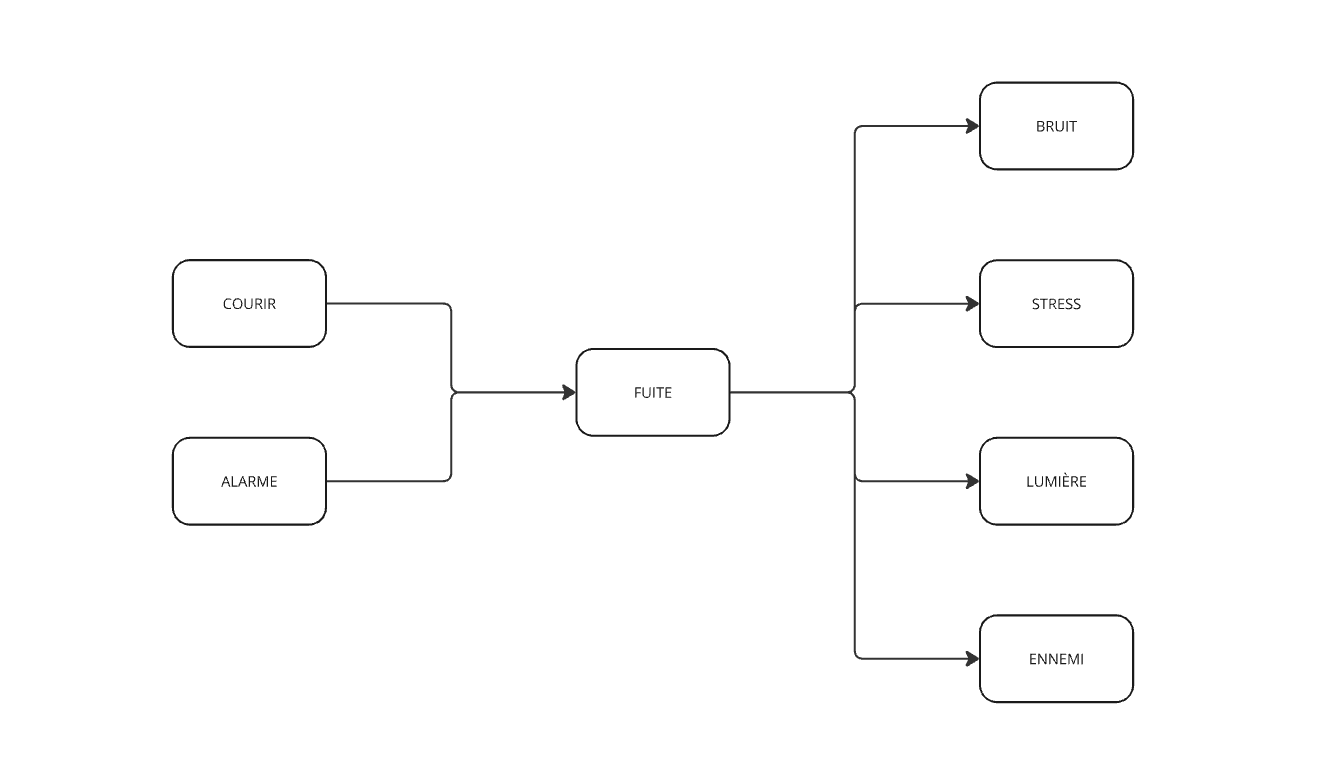 BRUIT
COURIR
STRESS
FUITE
ALARME
LUMIÈRE
ENNEMI